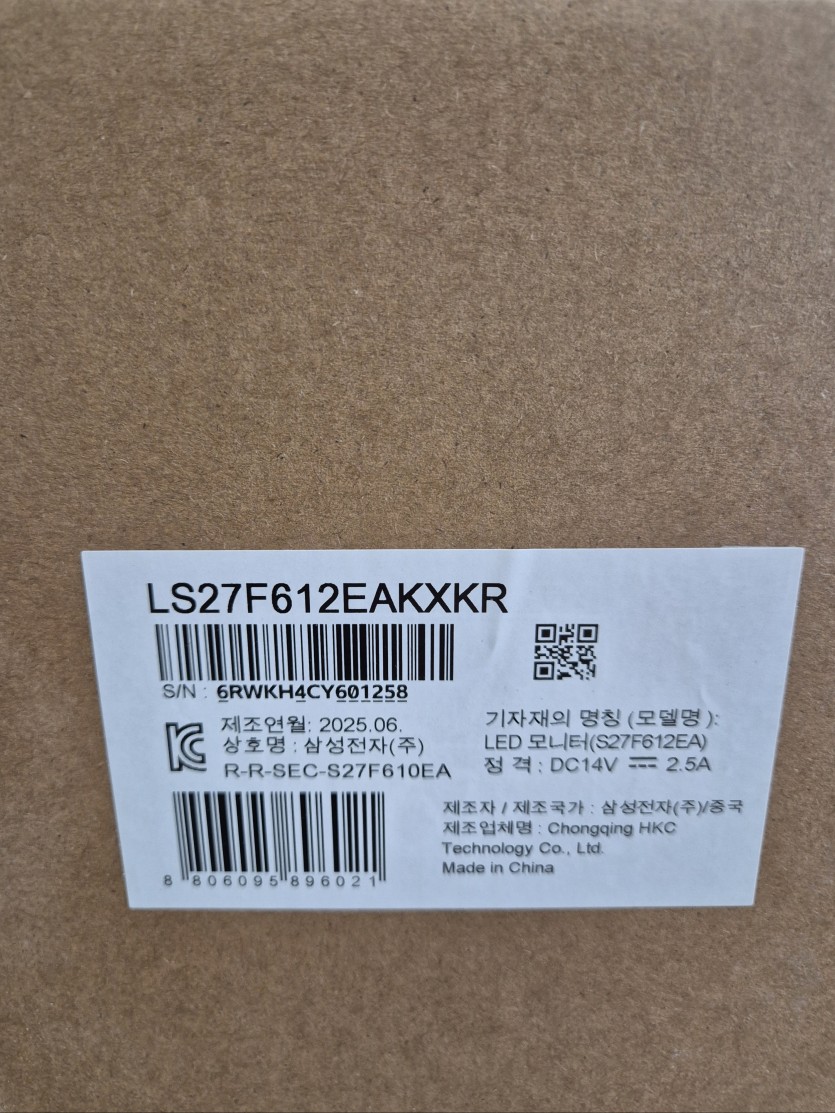 LS27F612EAKXKR
S/N : 6RWKH4CY601258
제조연월: 2025.06.
상호명 : 삼성전자(주)
R-R-SEC-S27F610EA
기자재의 명칭 (모델명 ):
LED 모니터(S27F612EA)
정 격 : DC14V ⎓ 2.5A
8 806095 896021
제조자 / 제조국가 : 삼성전자(주)/중국
제조업체명 : Chongqing HKC
Technology Co., Ltd.
Made in China